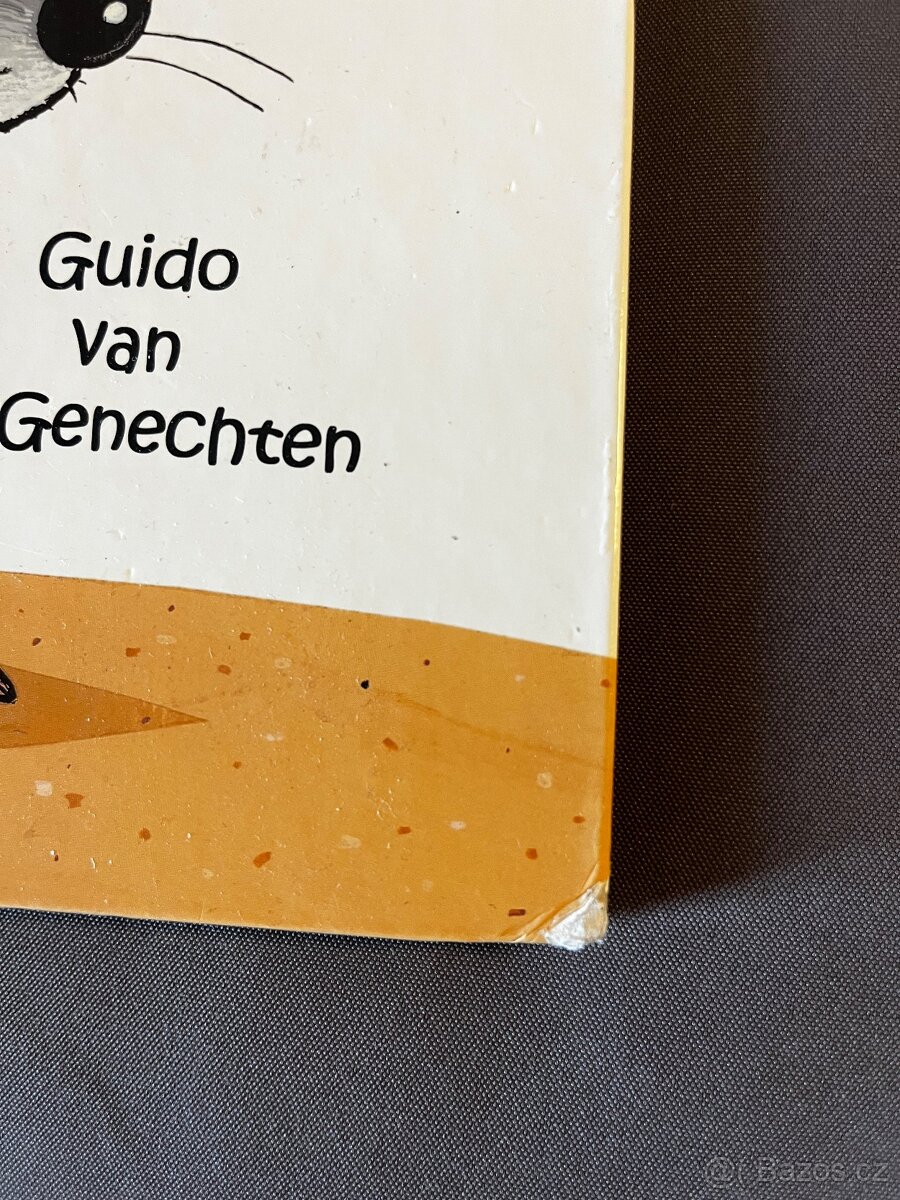 Guido
van
Genechten
Bazos.cz